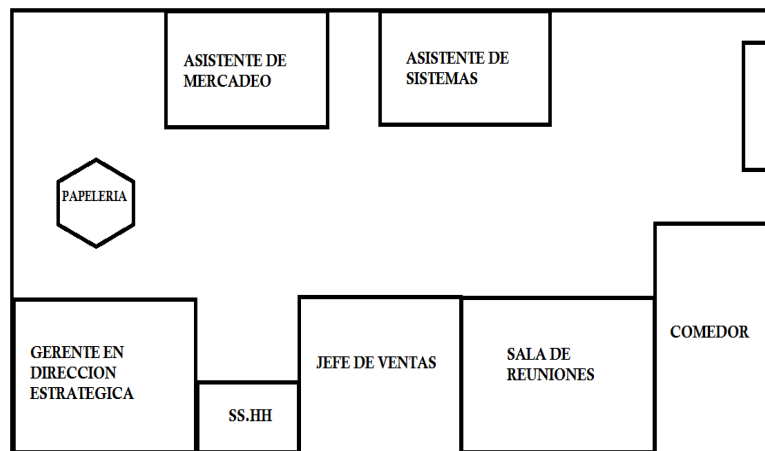 ASISTENTE DE
MERCADEO
ASISTENTE DE
SISTEMAS
PAPELERIA
GERENTE EN
DIRECCION
ESTRATEGICA
SS.HH
JEFE DE VENTAS
SALA DE
REUNIONES
COMEDOR